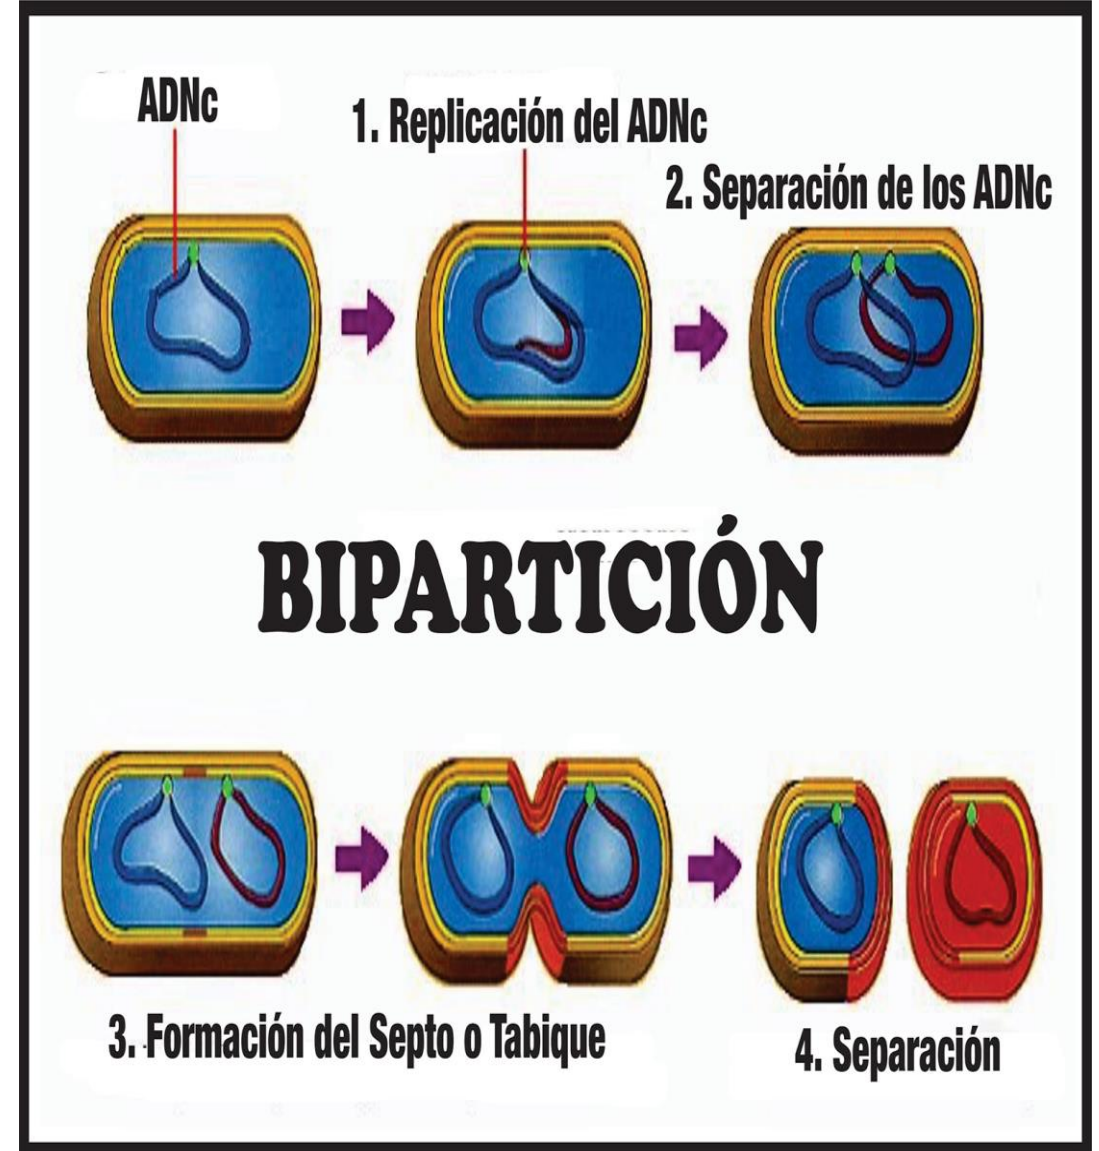 ADNc
1. Replicación del ADNc
2. Separación de los ADNc
BIPARTICIÓN
3. Formación del Septo o Tabique
4. Separación